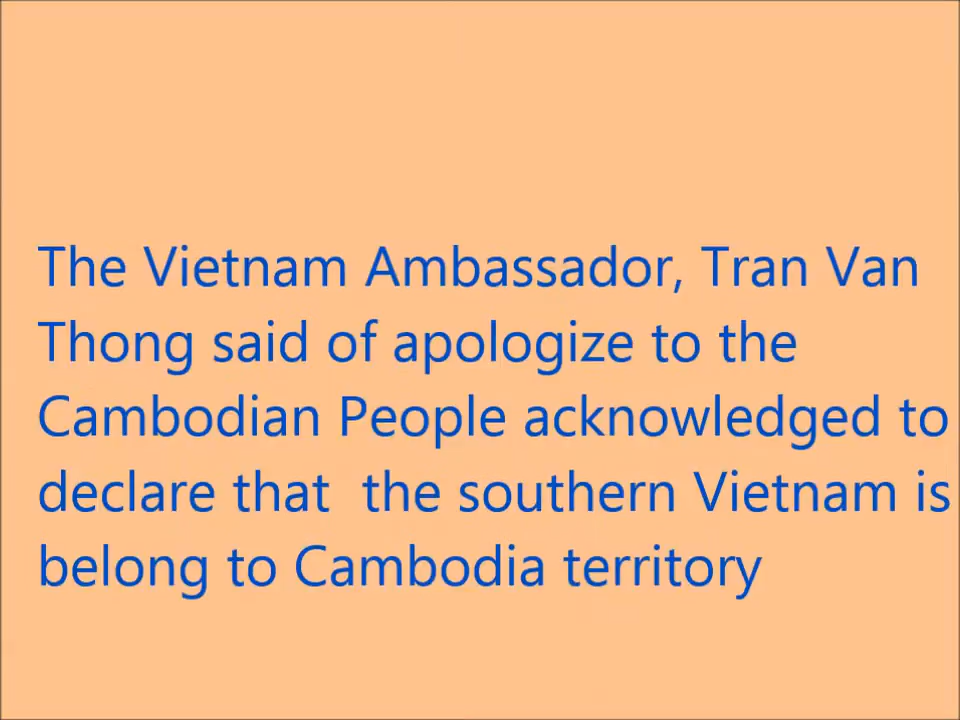 The Vietnam Ambassador, Tran Van
Thong said of apologize to the
Cambodian People acknowledged to
declare that  the southern Vietnam is
belong to Cambodia territory